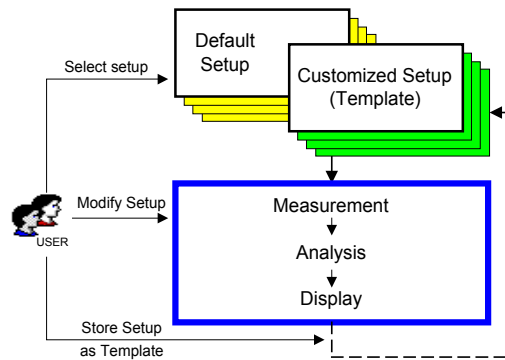 Default
Setup
Select setup
Customized Setup
(Template)
Modify Setup
USER
Measurement
Analysis
Display
Store Setup
as Template